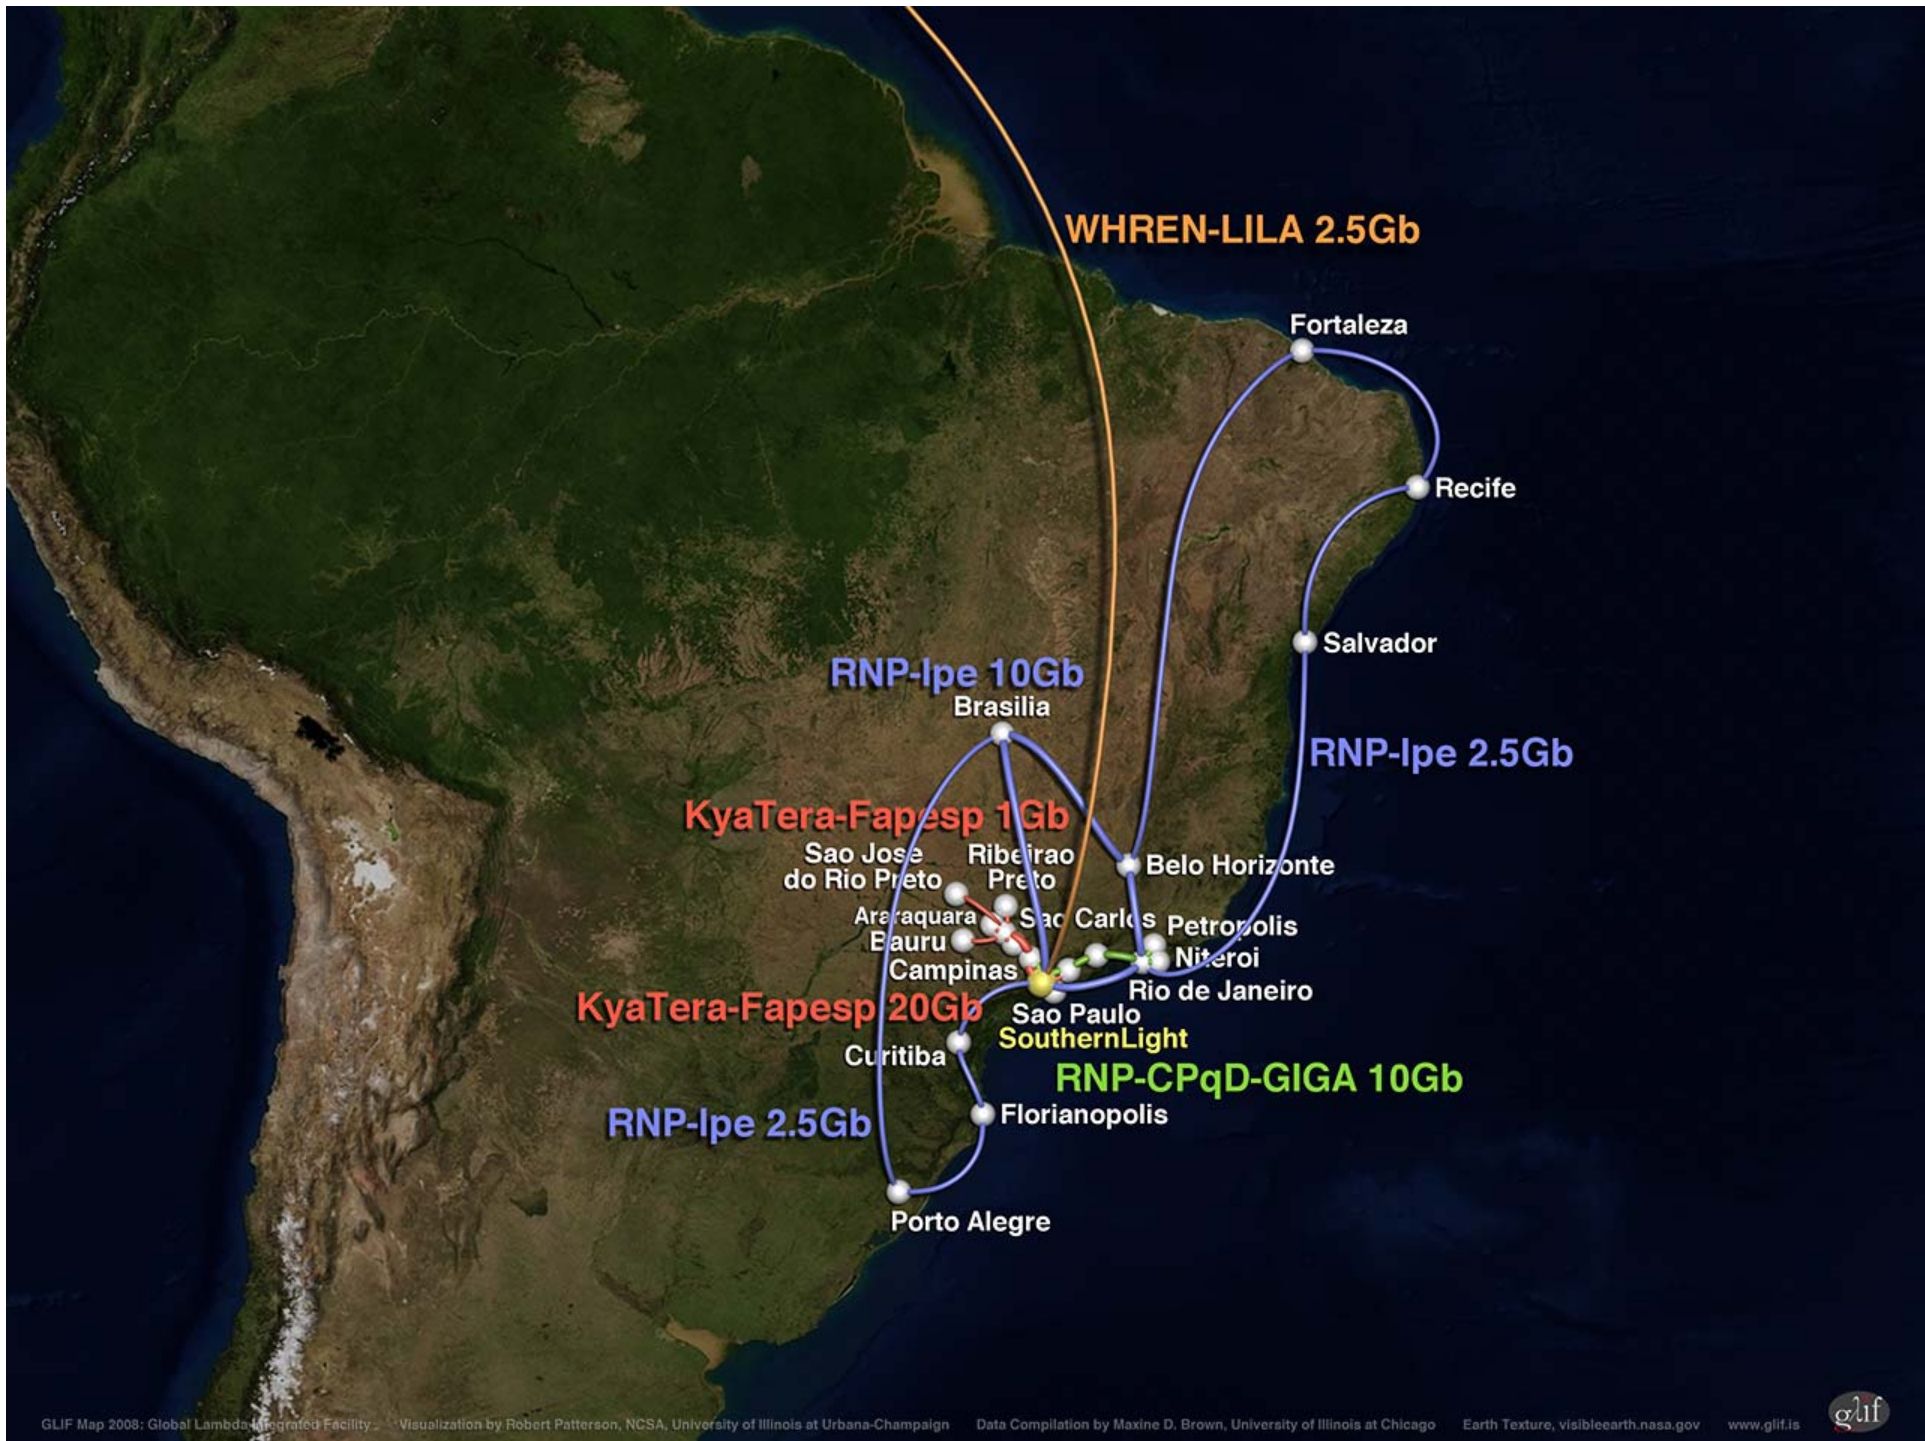 WHREN-LILA 2.5Gb
Fortaleza
Recife
Salvador
RNP-Ipe 10Gb
Brasilia
RNP-Ipe 2.5Gb
KyaTera-Fapesp 1Gb
Sao Jose
do Rio Preto
Ribeirao
Preto
Belo Horizonte
Araraquara
Sao Carlos
Petropolis
Bauru
Niteroi
Campinas
Rio de Janeiro
KyaTera-Fapesp 20Gb
Sao Paulo
SouthernLight
Curitiba
RNP-CPqD-GIGA 10Gb
Florianopolis
RNP-Ipe 2.5Gb
Porto Alegre
GLIF Map 2008: Global Lambda Integrated Facility Visualization by Robert Patterson, NCSA, University of Illinois at Urbana-Champaign Data Compilation by Maxine D. Brown, University of Illinois at Chicago Earth Texture, visibleearth.nasa.gov www.glif.is
glif